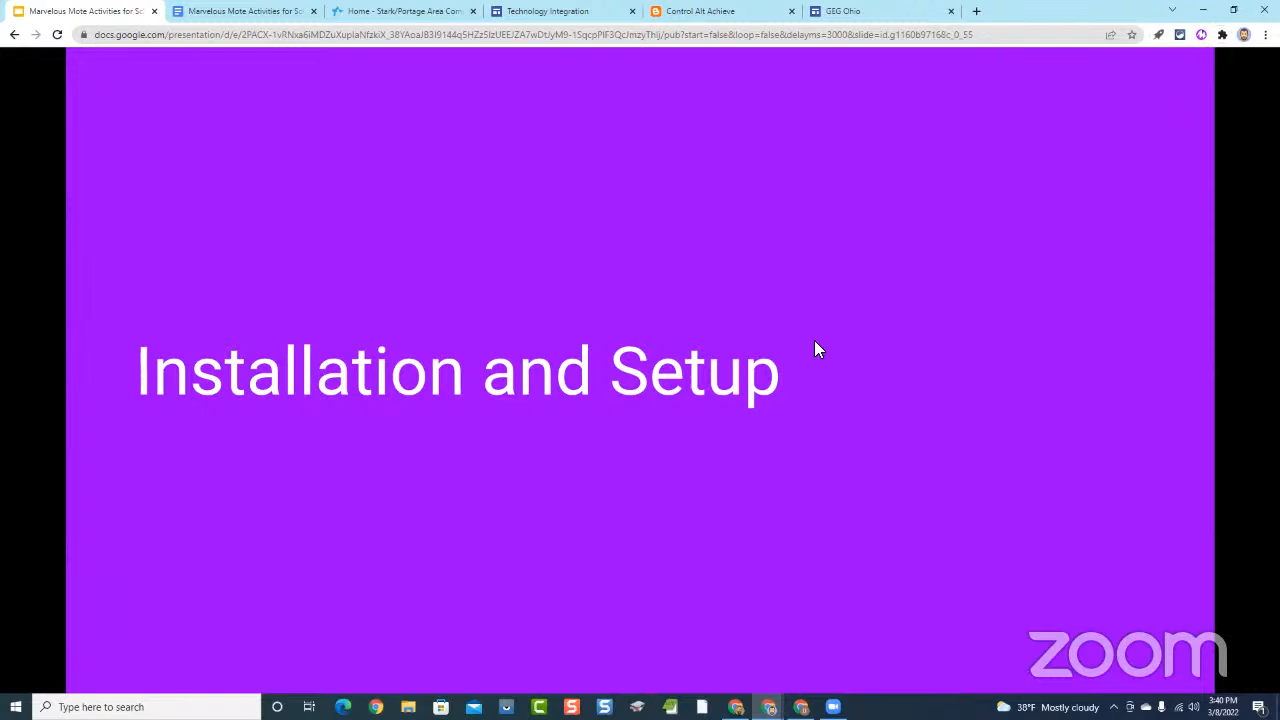 Marvelous Mote Activities for Sc
Marvelous Mote Activities for Sc
Home - Stark/Portage Area Com
Technology Integration
Control Alt Achieve
GEG Ohio
Installation and Setup
zoom
Type here to search
38°F Mostly cloudy
3:40 PM
3/8/2022